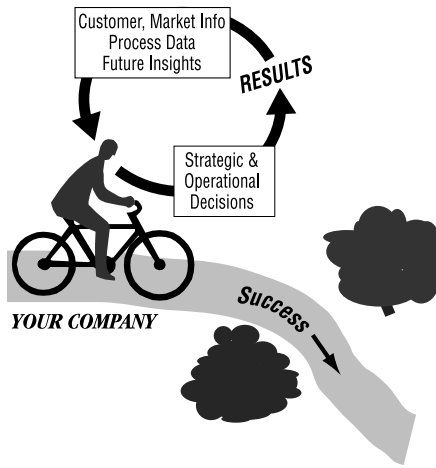 Customer, Market Info
Process Data
Future Insights
RESULTS
Strategic &
Operational
Decisions
YOUR COMPANY
Success